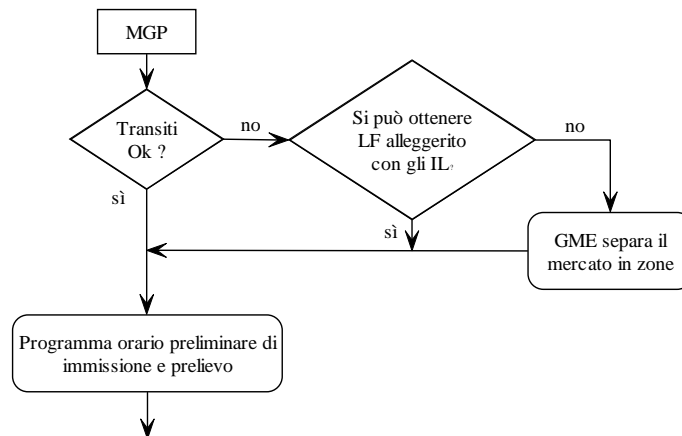 MGP
Transiti
Ok ?
no
Si può ottenere
LF alleggerito
con gli IL?
no
sì
sì
GME separa il
mercato in zone
Programma orario preliminare di
immissione e prelievo